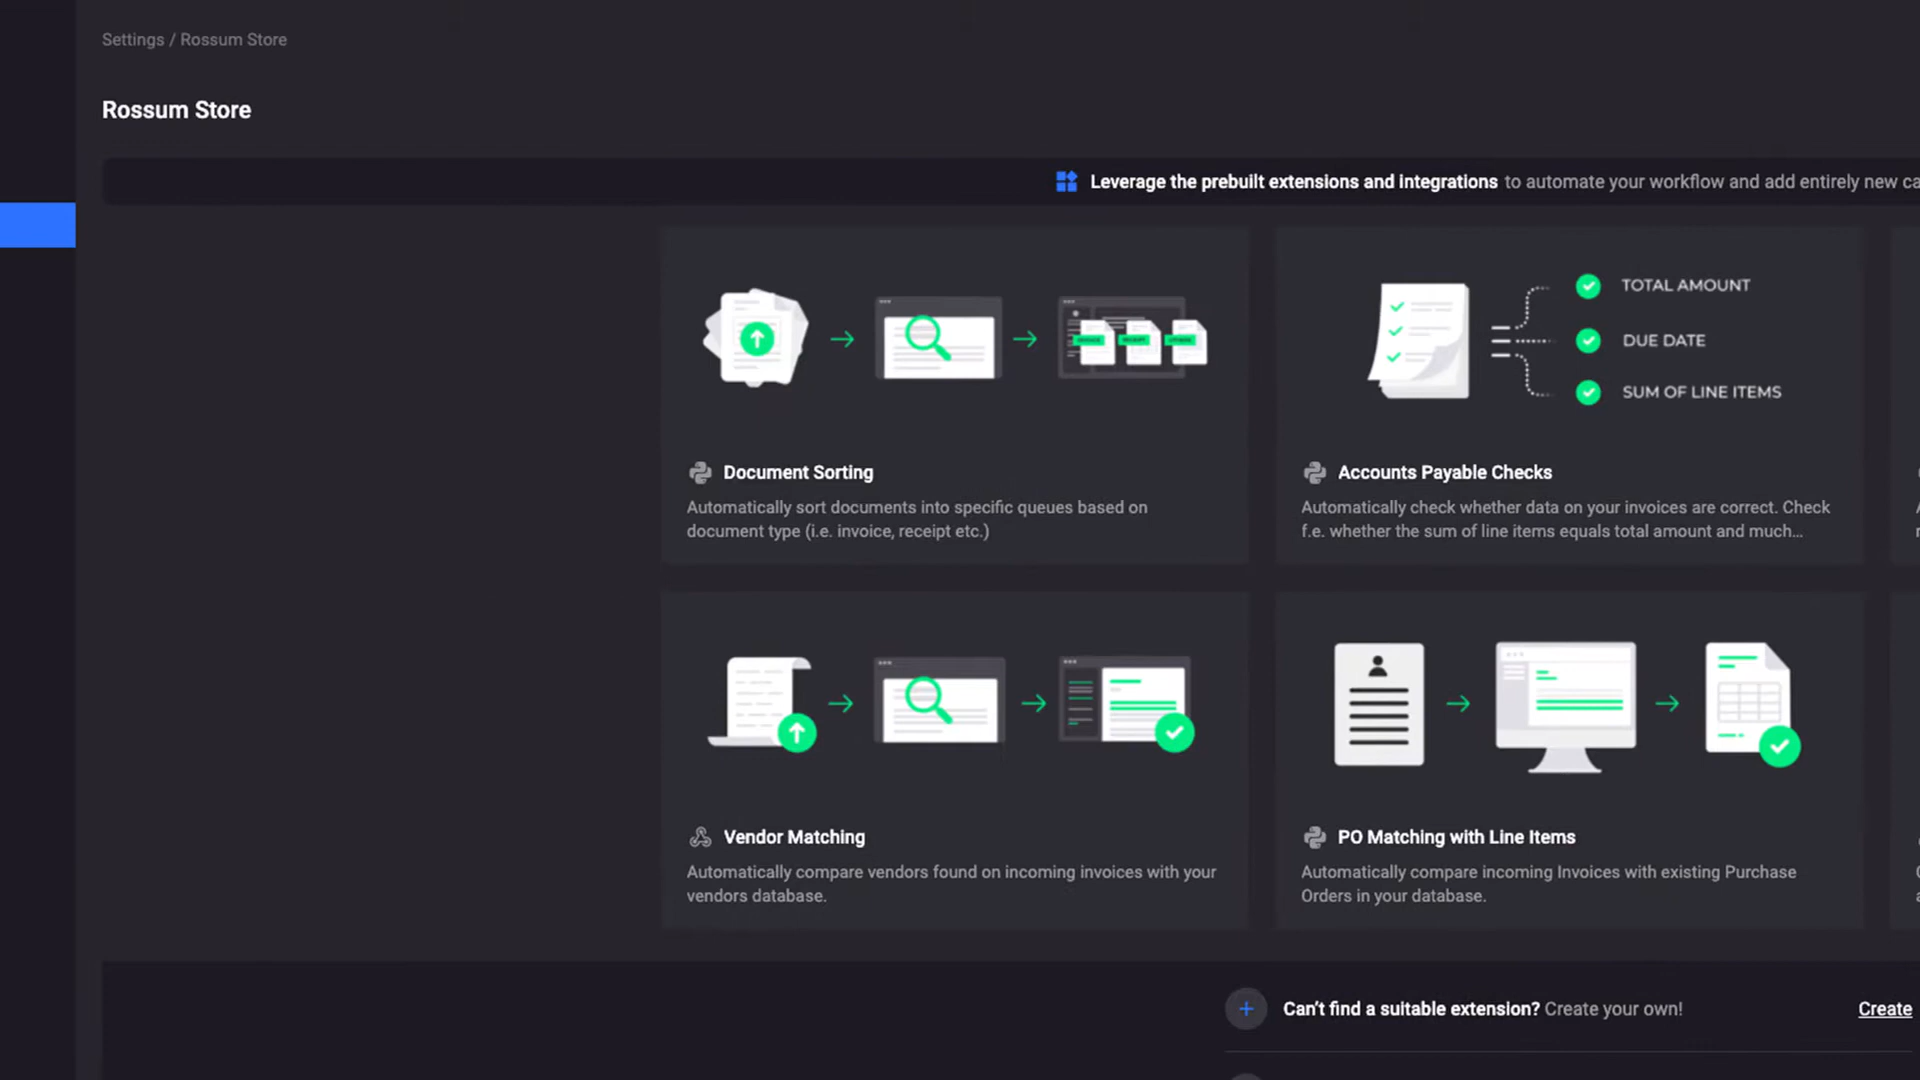 Settings / Rossum Store
Rossum Store
Leverage the prebuilt extensions and integrations to automate your workflow and add entirely new ca
TOTAL AMOUNT
DUE DATE
SUM OF LINE ITEMS
Document Sorting
Automatically sort documents into specific queues based on
document type (i.e. invoice, receipt etc.)
Accounts Payable Checks
Automatically check whether data on your invoices are correct. Check
f.e. whether the sum of line items equals total amount and much...
Vendor Matching
Automatically compare vendors found on incoming invoices with your
vendors database.
PO Matching with Line Items
Automatically compare incoming Invoices with existing Purchase
Orders in your database.
Can't find a suitable extension? Create your own!
Create